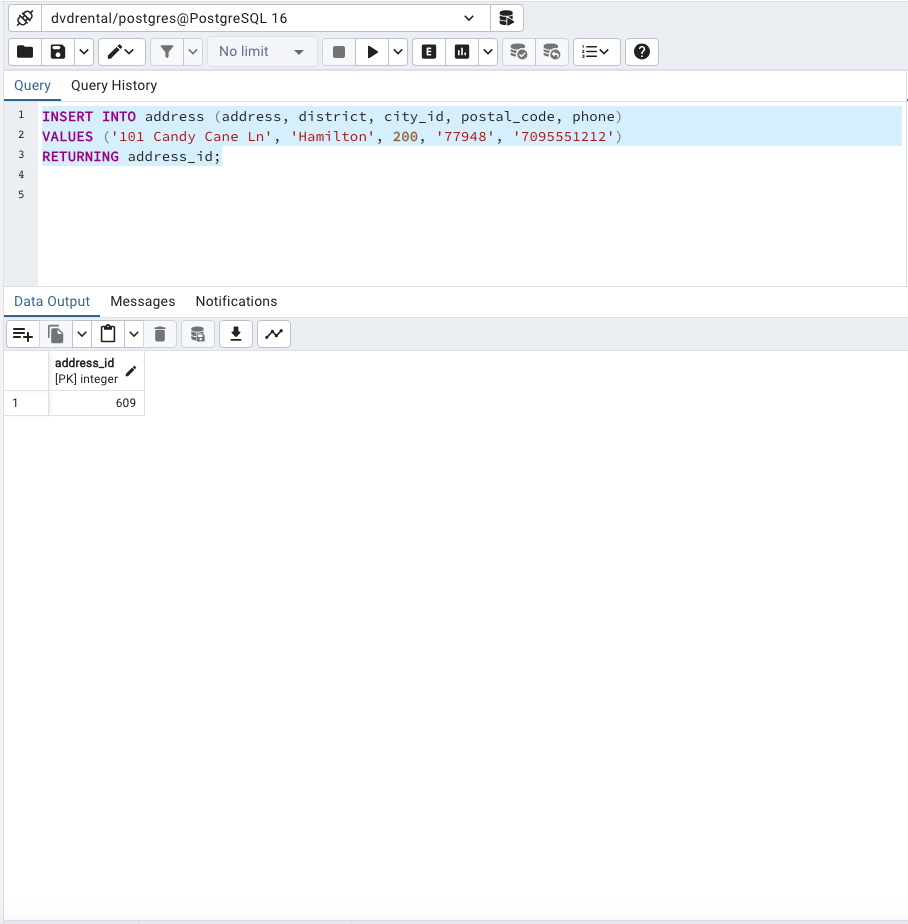 dvdrental/postgres@PostgreSQL 16
No limit
E
Query Query History
1 INSERT INTO address (address, district, city_id, postal_code, phone)
2 VALUES ('101 Candy Cane Ln', 'Hamilton', 200, '77948', '7095551212')
3 RETURNING address_id;
4
5
Data Output Messages Notifications
address_id
[PK] integer
1 609